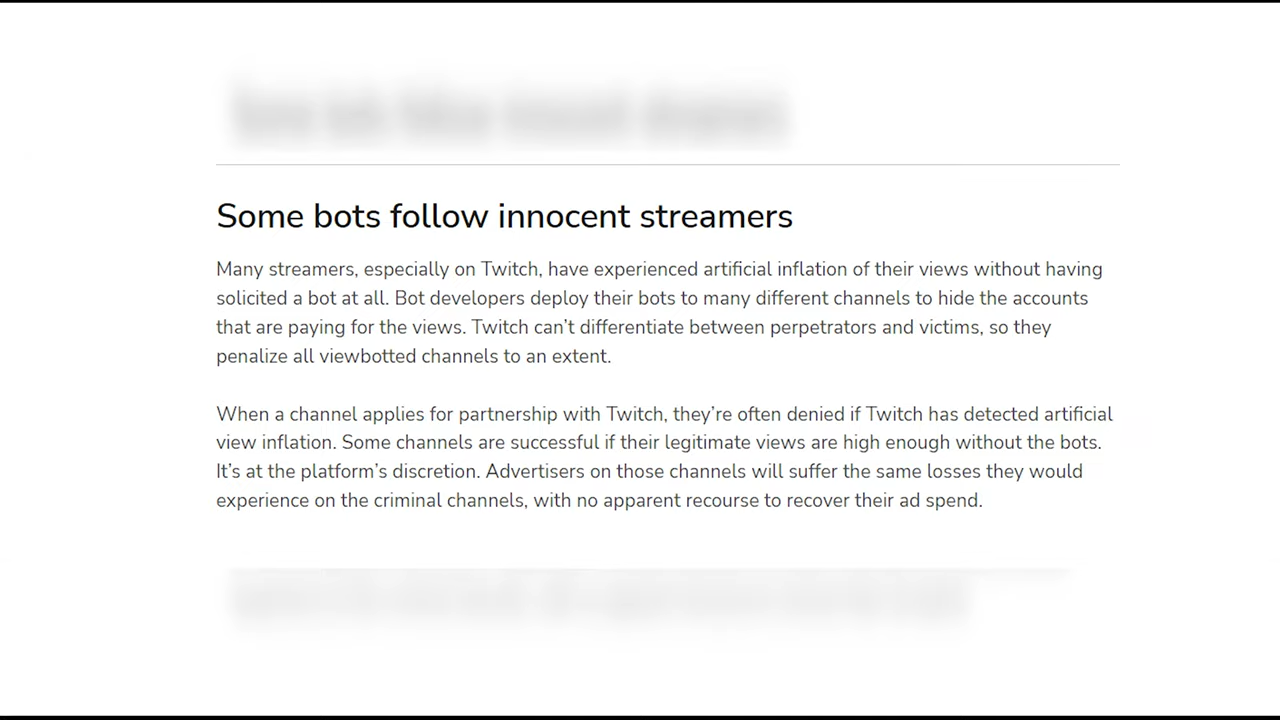 Some bots follow innocent streamers
Many streamers, especially on Twitch, have experienced artificial inflation of their views without having
solicited a bot at all. Bot developers deploy their bots to many different channels to hide the accounts
that are paying for the views. Twitch can’t differentiate between perpetrators and victims, so they
penalize all viewbotted channels to an extent.
When a channel applies for partnership with Twitch, they’re often denied if Twitch has detected artificial
view inflation. Some channels are successful if their legitimate views are high enough without the bots.
It’s at the platform’s discretion. Advertisers on those channels will suffer the same losses they would
experience on the criminal channels, with no apparent recourse to recover their ad spend.